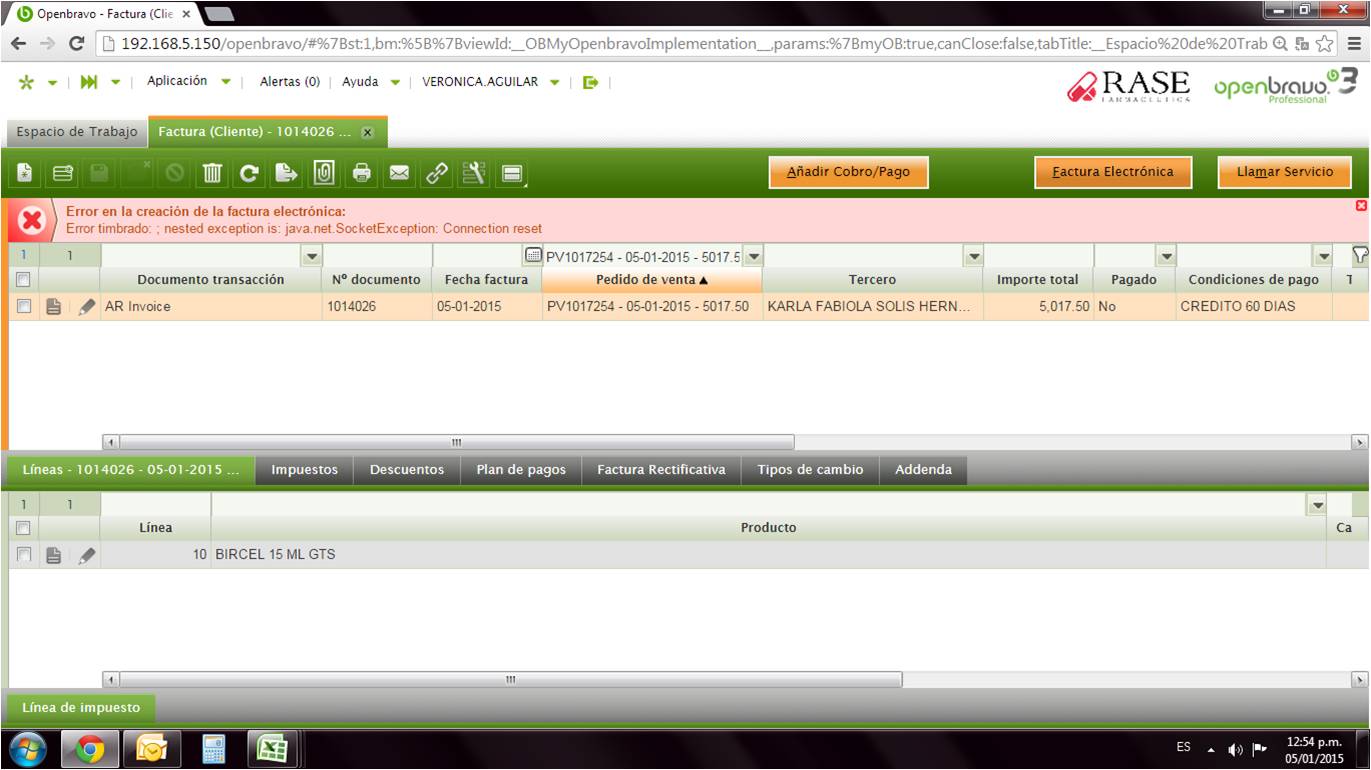 Openbravo - Factura (Clie
192.168.5.150/openbravo/#%7Bst:1,bm:%5B%7BviewId:__OBMyOpenbravoImplementation__,params:%7BmyOB:true,canClose:false,tabTitle:__Espacio%20de%20Trab
Aplicación Alertas (0) Ayuda VERONICA.AGUILAR
RASE
FARMACEUTICA
openbravo 3
Professional
Espacio de Trabajo Factura (Cliente) - 1014026 ...
Añadir Cobro/Pago Factura Electrónica Llamar Servicio
Error en la creación de la factura electrónica:
Error timbrado: ; nested exception is: java.net.SocketException: Connection reset
1 1 PV1017254 - 05-01-2015 - 5017.5
Documento transacción Nº documento Fecha factura Pedido de venta Tercero Importe total Pagado Condiciones de pago T
AR Invoice 1014026 05-01-2015 PV1017254 - 05-01-2015 - 5017.50 KARLA FABIOLA SOLIS HERN... 5,017.50 No CREDITO 60 DIAS
Líneas - 1014026 - 05-01-2015 ... Impuestos Descuentos Plan de pagos Factura Rectificativa Tipos de cambio Addenda
1 1
Línea Producto Ca
10 BIRCEL 15 ML GTS
Línea de impuesto
ES 12:54 p.m.
05/01/2015